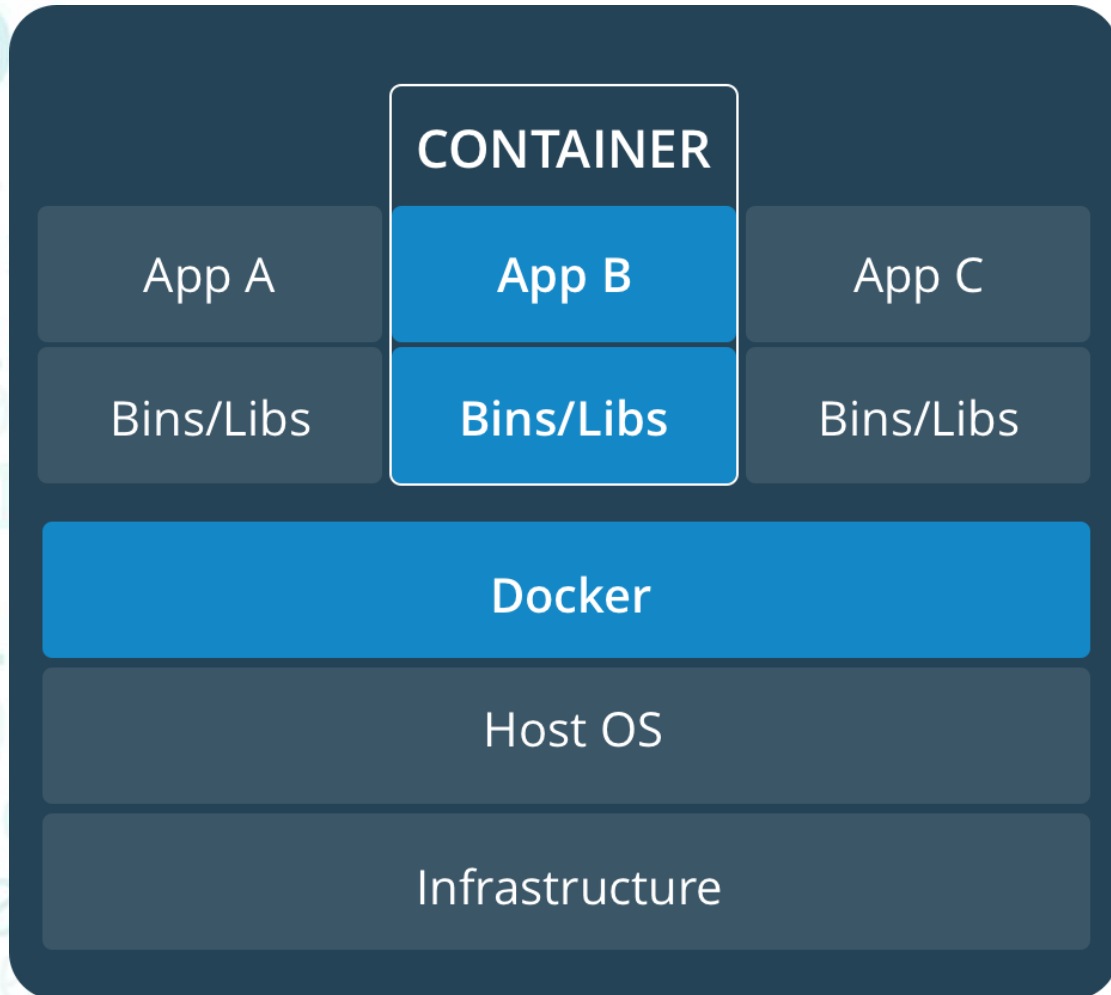 CONTAINER
App A
App B
App C
Bins/Libs
Bins/Libs
Bins/Libs
Docker
Host OS
Infrastructure